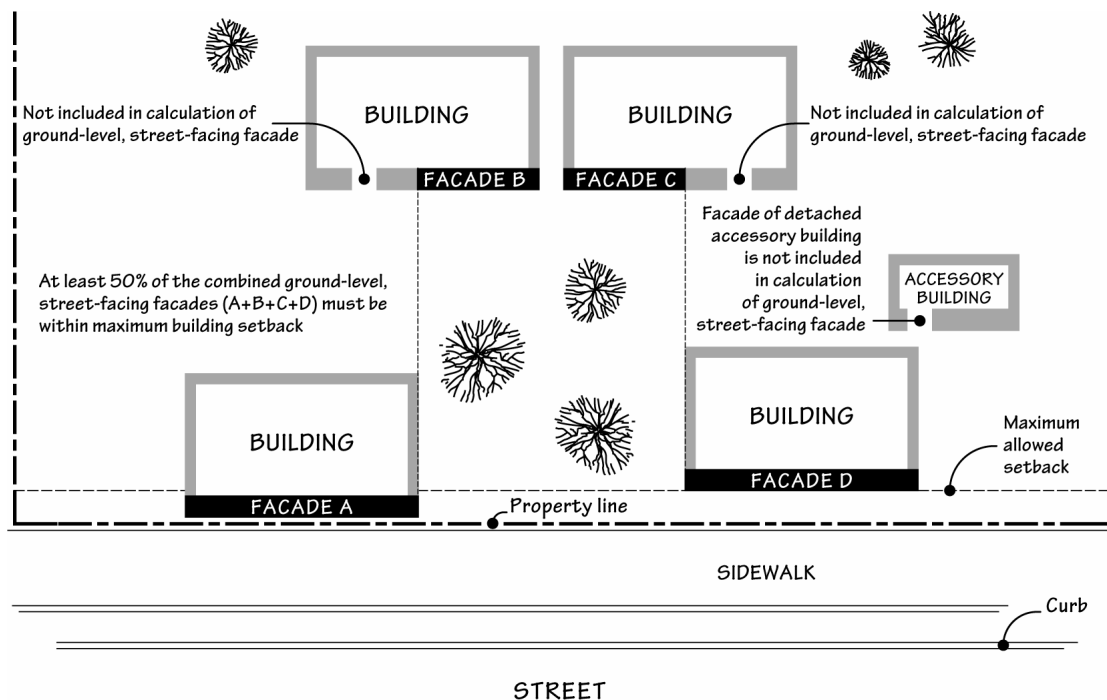 BUILDING
BUILDING
Not included in calculation of
ground-level, street-facing facade
Not included in calculation of
ground-level, street-facing facade
FACADE B
FACADE C
Facade of detached
accessory building
is not included
in calculation
of ground-level,
street-facing facade
At least 50% of the combined ground-level,
street-facing facades (A+B+C+D) must be
within maximum building setback
ACCESSORY
BUILDING
BUILDING
BUILDING
Maximum
allowed
setback
FACADE A
FACADE D
Property line
SIDEWALK
Curb
STREET